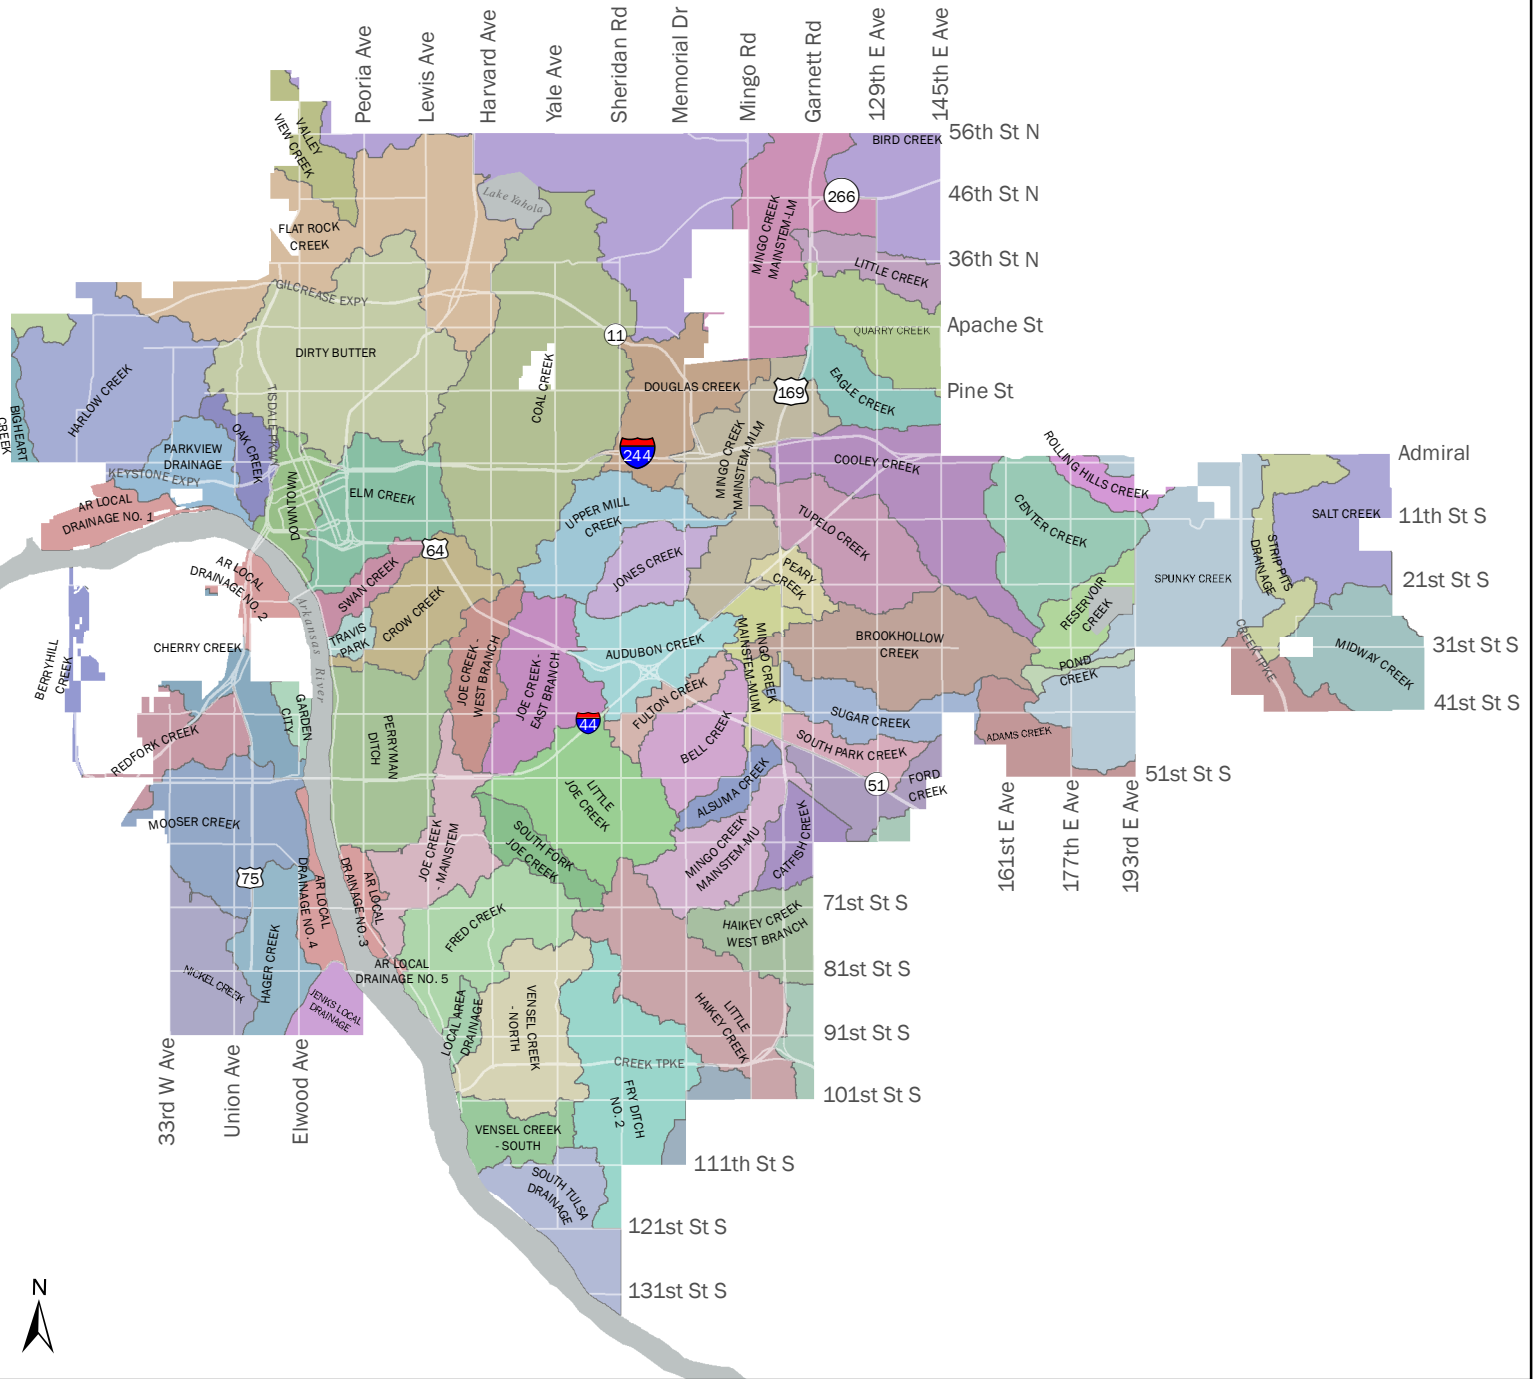 Peoria Ave
Lewis Ave
Harvard Ave
Yale Ave
Sheridan Rd
Memorial Dr
Mingo Rd
Garnett Rd
129th E Ave
145th E Ave
56th St N
46th St N
36th St N
Apache St
Pine St
Admiral
11th St S
21st St S
31st St S
41st St S
51st St S
161st E Ave
177th E Ave
193rd E Ave
71st St S
81st St S
91st St S
101st St S
111th St S
121st St S
131st St S
33rd W Ave
Union Ave
Elwood Ave
VALLEY
VIEW CREEK
BIRD CREEK
Lake Yahola
266
FLAT ROCK
CREEK
MINGO CREEK
MAINSTEM-LM
LITTLE CREEK
GILCREASE EXPY
QUARRY CREEK
11
DIRTY BUTTER
HARLOW CREEK
BIGHEART
CREEK
COAL CREEK
DOUGLAS CREEK
169
EAGLE CREEK
TISDALE PKWY
OAK CREEK
PARKVIEW
DRAINAGE
KEYSTONE EXPY
DOWNTOWN
ELM CREEK
244
MINGO CREEK
MAINSTEM-MLM
COOLEY CREEK
ROLLING HILLS CREEK
CENTER CREEK
SALT CREEK
AR LOCAL
DRAINAGE NO. 1
UPPER MILL
CREEK
TUPELO CREEK
64
JONES CREEK
PEARY
CREEK
STRIP PITS
DRAINAGE
SPUNKY CREEK
RESERVOIR
CREEK
AR LOCAL
DRAINAGE NO. 2
SWAN CREEK
CROW CREEK
TRAVIS
PARK
Arkansas River
CHERRY CREEK
BERRYHILL
CREEK
JOE CREEK -
WEST BRANCH
JOE CREEK -
EAST BRANCH
AUDUBON CREEK
MINGO CREEK
MAINSTEM-MUM
BROOKHOLLOW
CREEK
POND
CREEK
CREEK TPKE
MIDWAY CREEK
FULTON CREEK
44
GARDEN
CITY
REDFORK CREEK
PERRYMAN
DITCH
BELL CREEK
SUGAR CREEK
SOUTH PARK CREEK
ADAMS CREEK
51
FORD
CREEK
ALSUMA CREEK
LITTLE
JOE CREEK
MOOSER CREEK
SOUTH FORK
JOE CREEK
JOE CREEK
- MAINSTEM
MINGO CREEK
MAINSTEM-MU
CATFISH CREEK
75
AR LOCAL
DRAINAGE NO. 4
AR LOCAL
DRAINAGE NO. 3
FRED CREEK
HAIKEY CREEK
WEST BRANCH
NICKEL CREEK
HAGER CREEK
JENKS LOCAL
DRAINAGE
AR LOCAL
DRAINAGE NO. 5
LOCAL AREA
DRAINAGE
VENSEL CREEK
- NORTH
LITTLE
HAIKEY CREEK
CREEK TPKE
FRY DITCH
NO. 2
VENSEL CREEK
- SOUTH
SOUTH TULSA
DRAINAGE
N